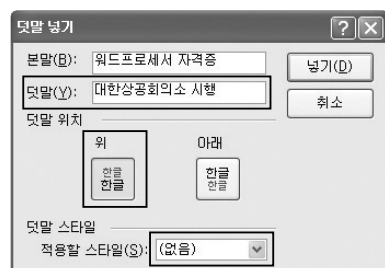 덧말 넣기
본말(B): 워드프로세서 자격증
넣기(D)
덧말(Y): 대한상공회의소 시행
취소
덧말 위치
위 아래
한글 한글
한글 한글
덧말 스타일
적용할 스타일(S): (없음)